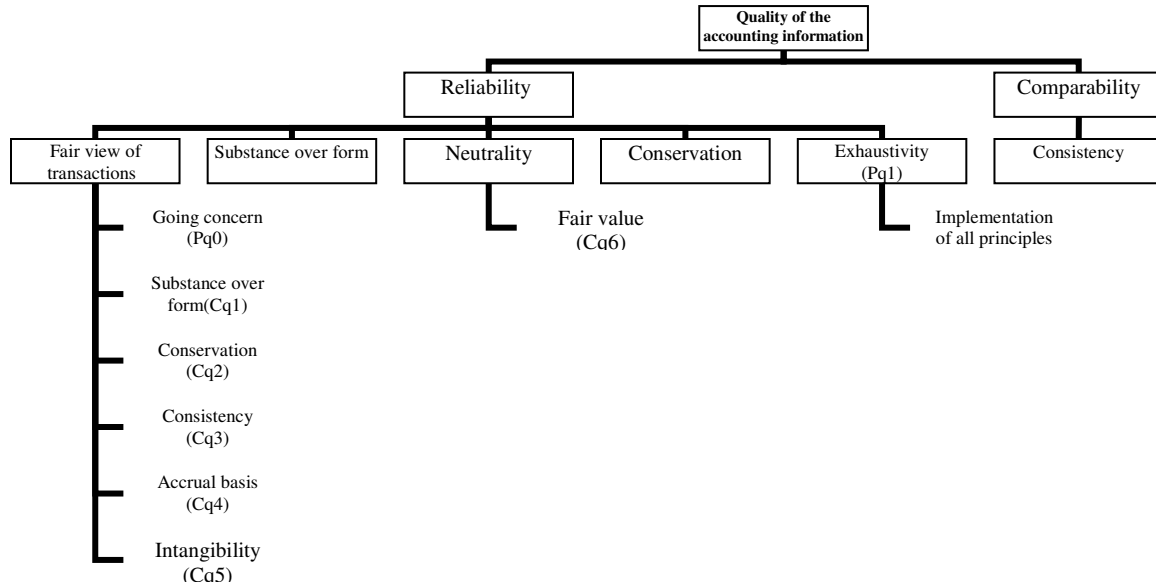 Quality of the
accounting information
Reliability
Comparability
Fair view of
transactions
Substance over form
Neutrality
Conservation
Exhaustivity
(Pq1)
Consistency
Going concern
(Pq0)
Fair value
(Cq6)
Implementation
of all principles
Substance over
form(Cq1)
Conservation
(Cq2)
Consistency
(Cq3)
Accrual basis
(Cq4)
Intangibility
(Cq5)